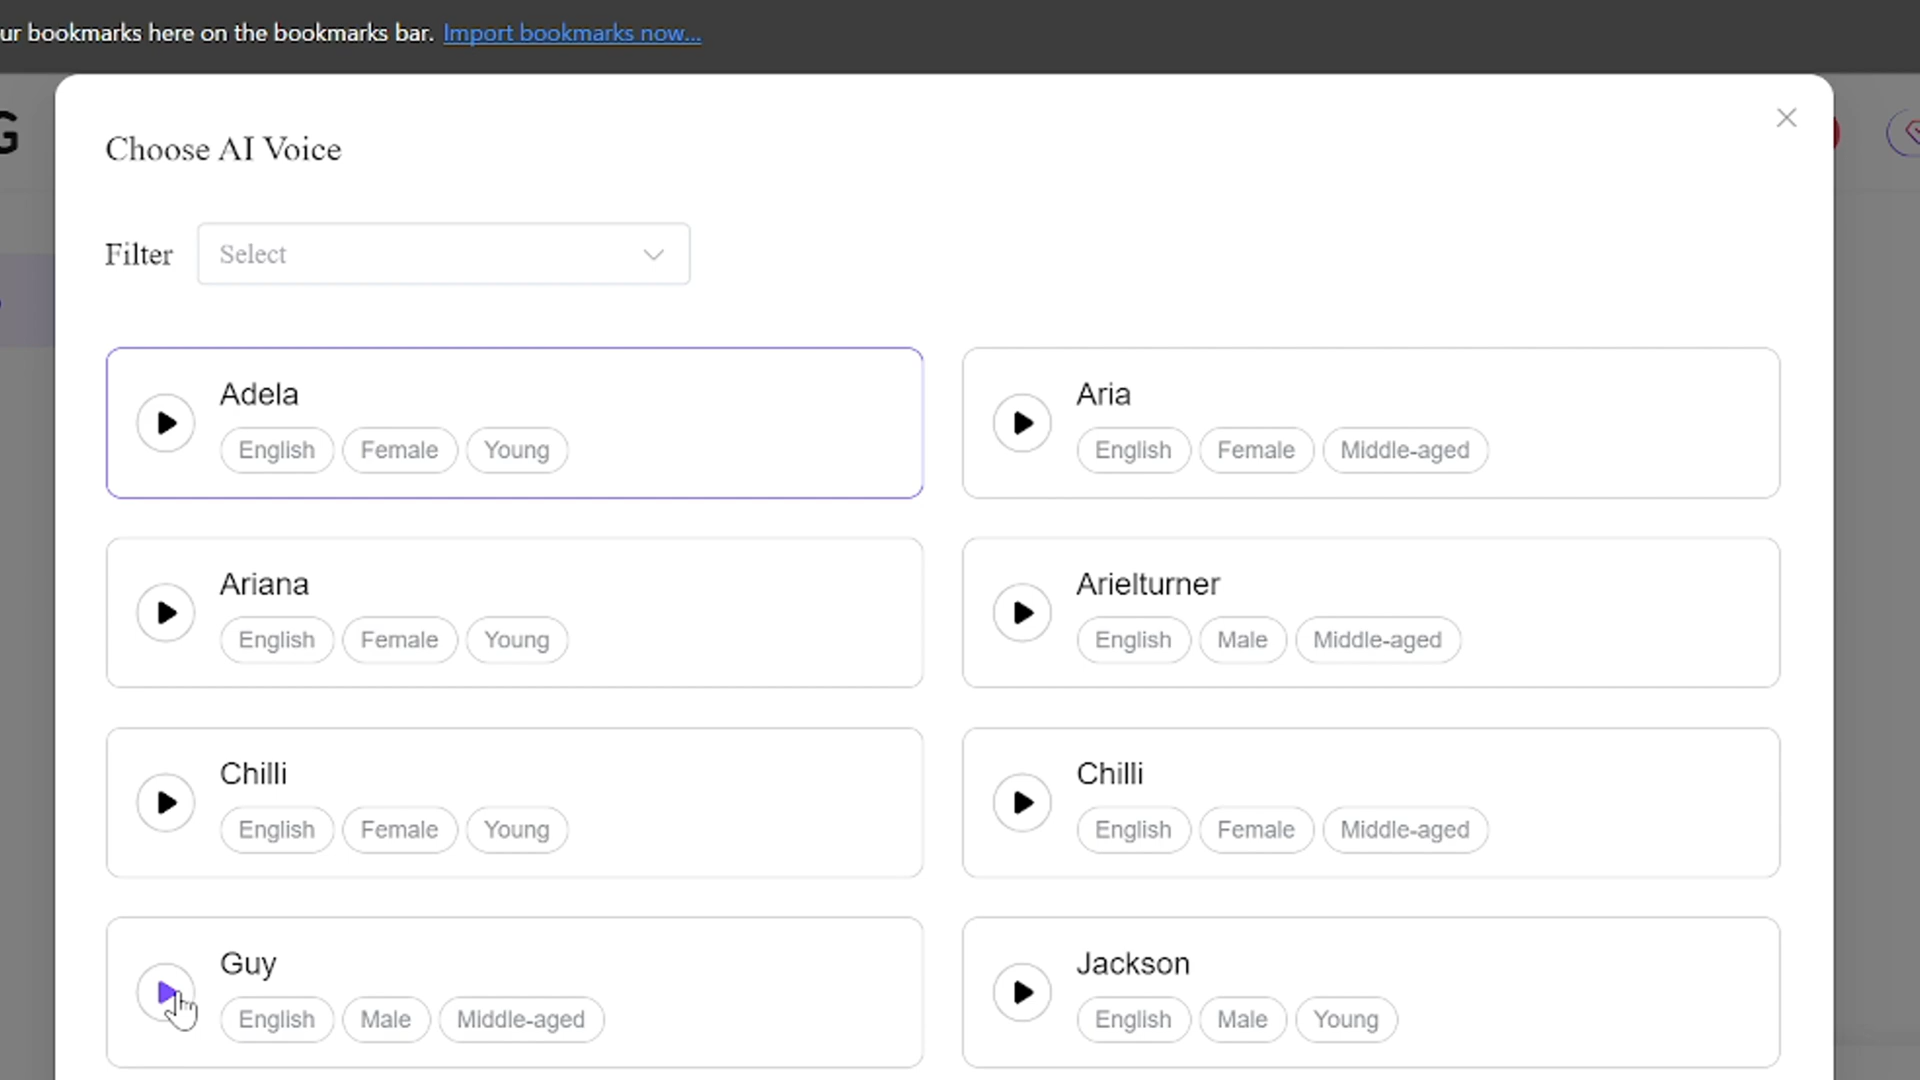 ur bookmarks here on the bookmarks bar. Import bookmarks now...
G
Choose AI Voice
Filter Select
Adela
English Female Young
Aria
English Female Middle-aged
Ariana
English Female Young
Arielturner
English Male Middle-aged
Chilli
English Female Young
Chilli
English Female Middle-aged
Guy
English Male Middle-aged
Jackson
English Male Young